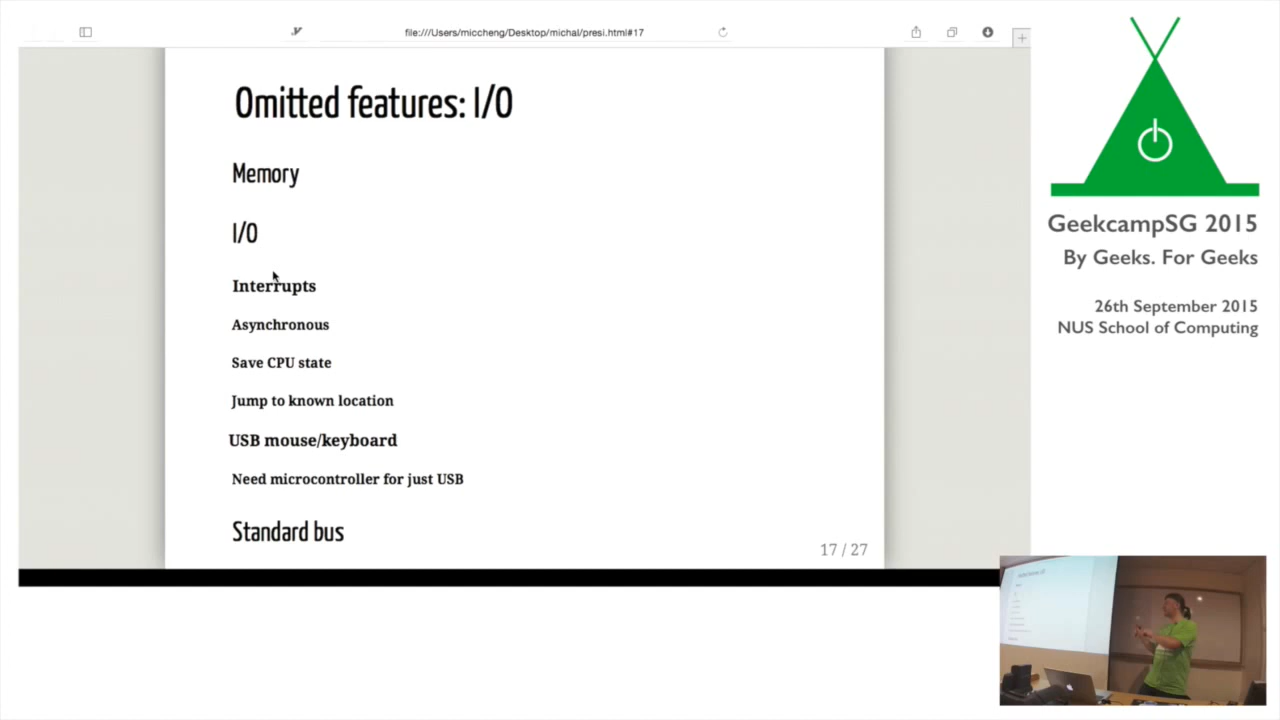 file:///Users/miccheng/Desktop/michal/presi.html#17
Omitted features: I/O
Memory
I/O
Interrupts
Asynchronous
Save CPU state
Jump to known location
USB mouse/keyboard
Need microcontroller for just USB
Standard bus
17 / 27
GeekcampSG 2015
By Geeks. For Geeks
26th September 2015
NUS School of Computing